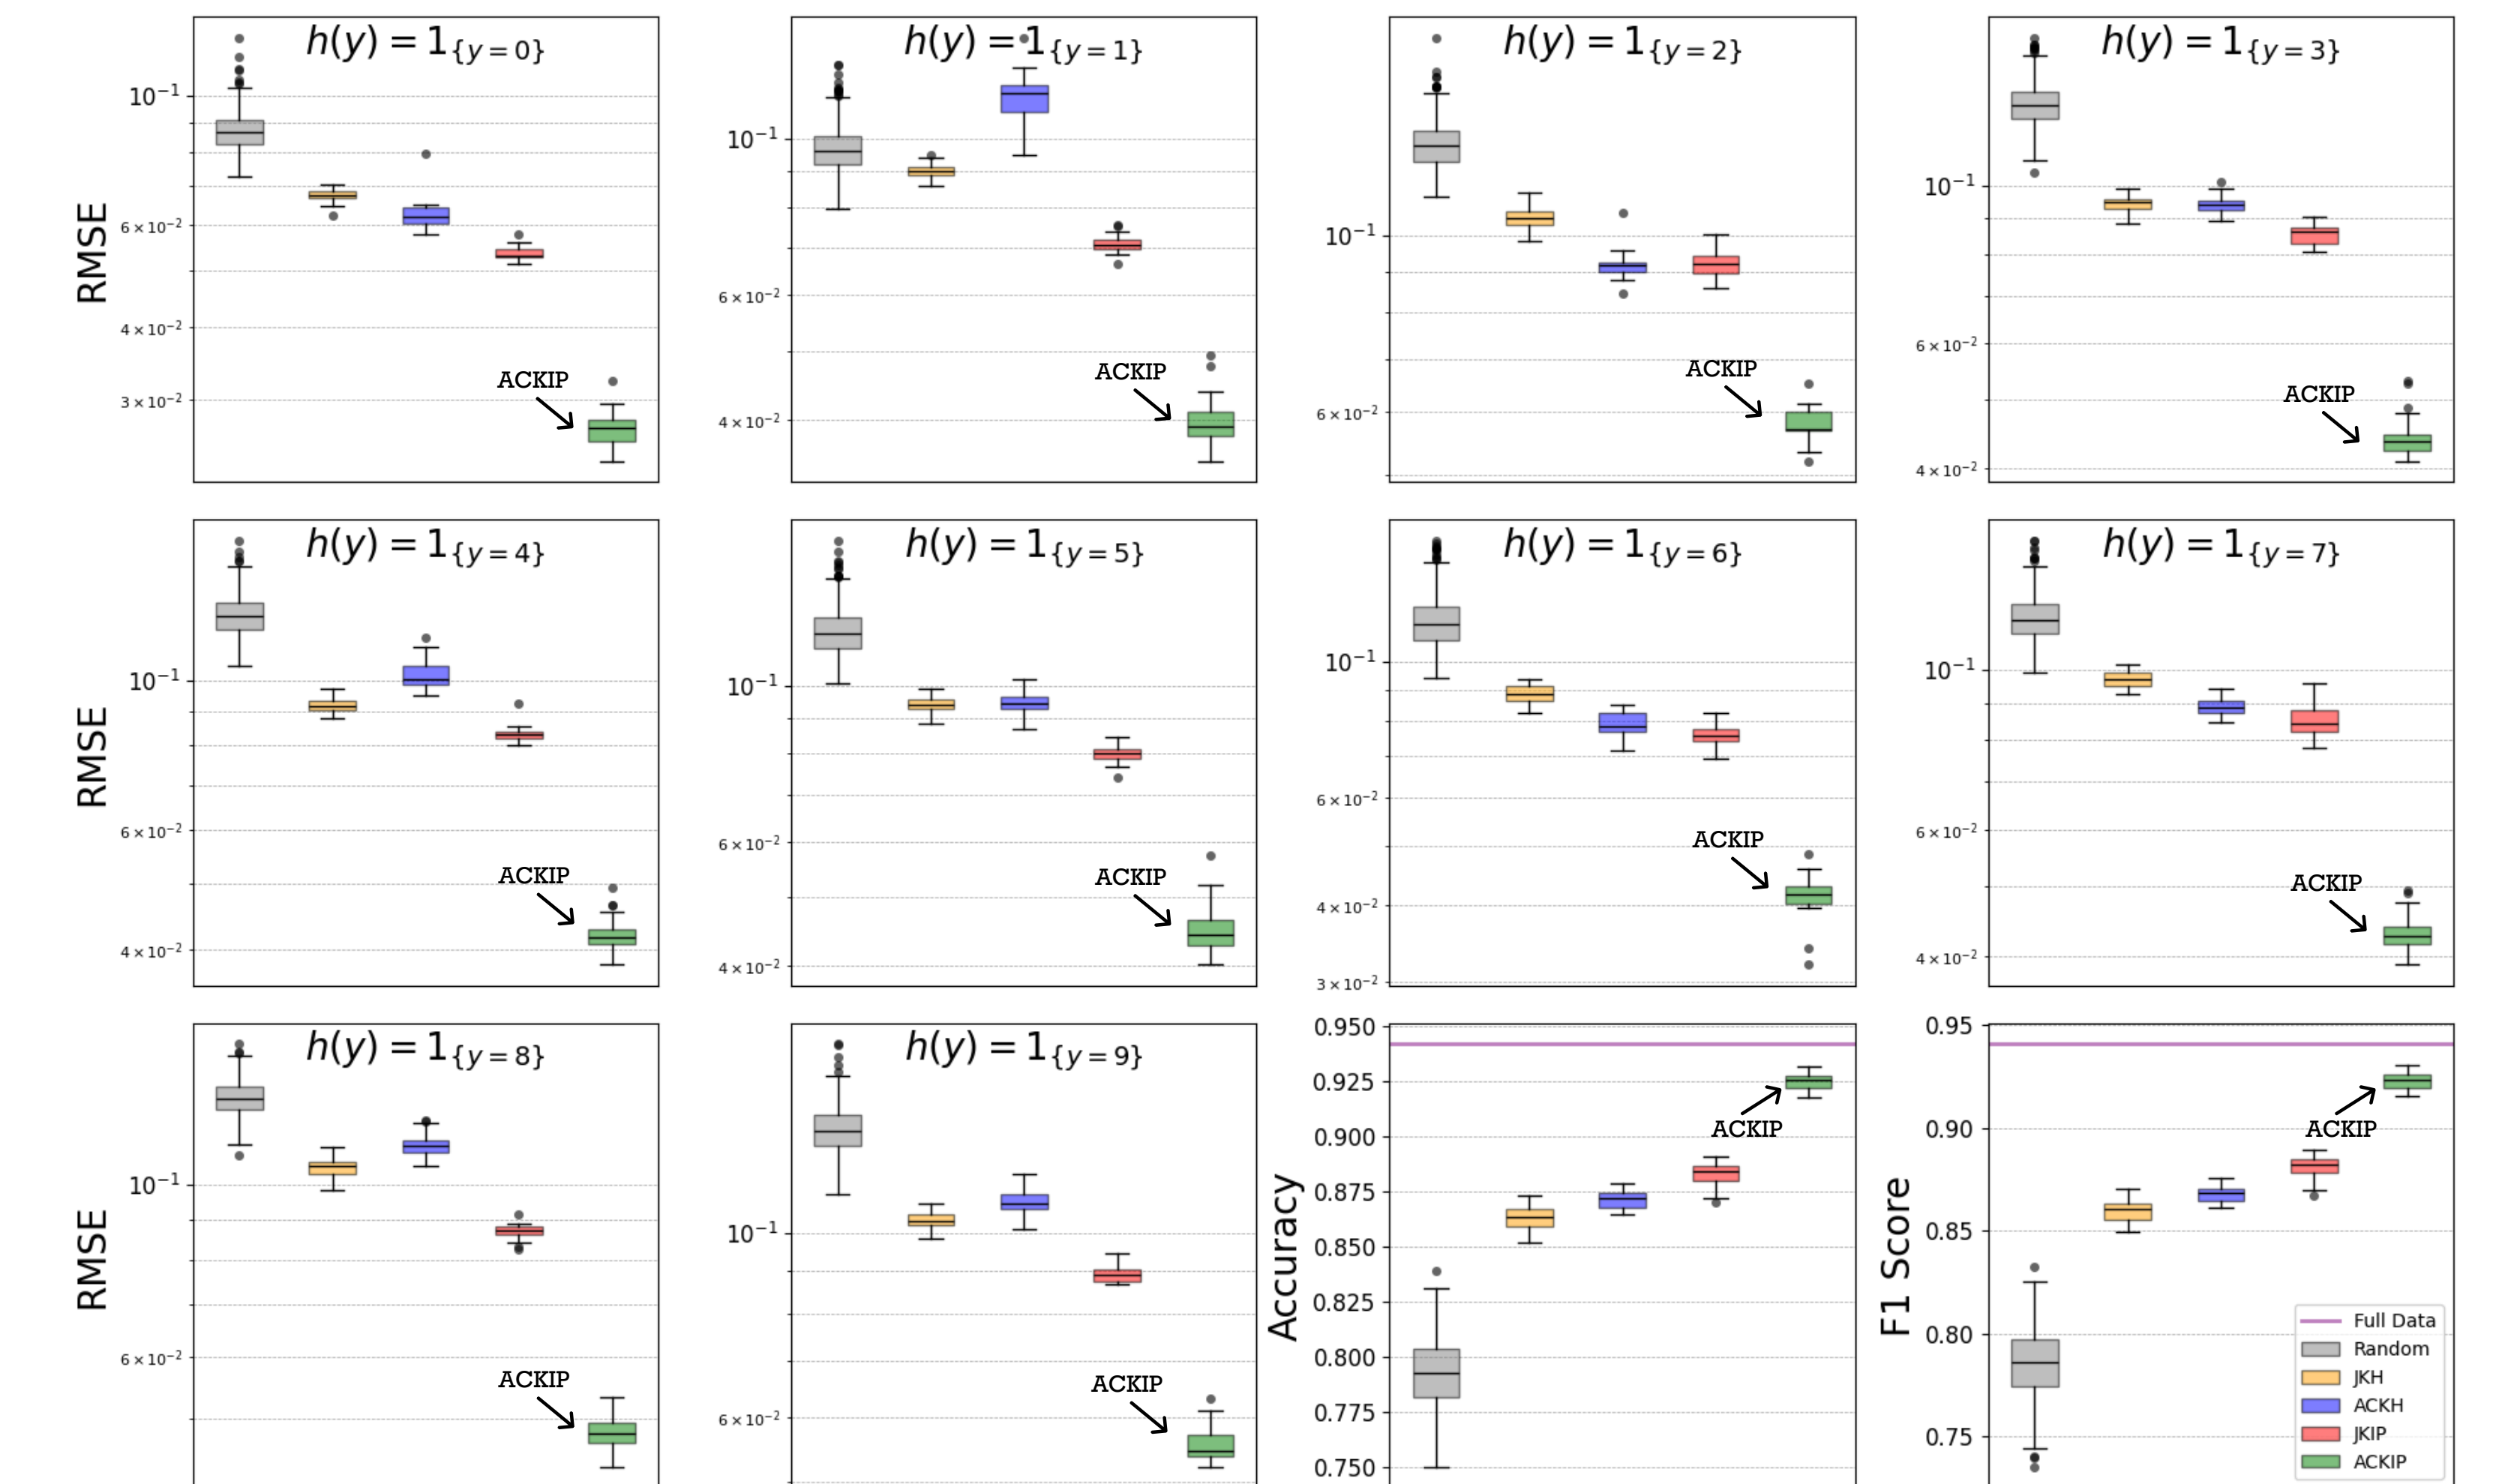 h(y) = 1{y = 0}
RMSE
10⁻¹
6 × 10⁻²
4 × 10⁻²
3 × 10⁻²
ACKIP
h(y) = 1{y = 1}
10⁻¹
6 × 10⁻²
4 × 10⁻²
ACKIP
h(y) = 1{y = 2}
10⁻¹
6 × 10⁻²
ACKIP
h(y) = 1{y = 3}
10⁻¹
6 × 10⁻²
4 × 10⁻²
ACKIP
h(y) = 1{y = 4}
RMSE
10⁻¹
6 × 10⁻²
4 × 10⁻²
ACKIP
h(y) = 1{y = 5}
10⁻¹
6 × 10⁻²
4 × 10⁻²
ACKIP
h(y) = 1{y = 6}
10⁻¹
6 × 10⁻²
4 × 10⁻²
3 × 10⁻²
ACKIP
h(y) = 1{y = 7}
10⁻¹
6 × 10⁻²
4 × 10⁻²
ACKIP
h(y) = 1{y = 8}
RMSE
10⁻¹
6 × 10⁻²
ACKIP
h(y) = 1{y = 9}
10⁻¹
6 × 10⁻²
ACKIP
Accuracy
0.950
0.925
0.900
0.875
0.850
0.825
0.800
0.775
0.750
ACKIP
F1 Score
0.95
0.90
0.85
0.80
0.75
ACKIP
Full Data
Random
JKH
ACKH
JKIP
ACKIP